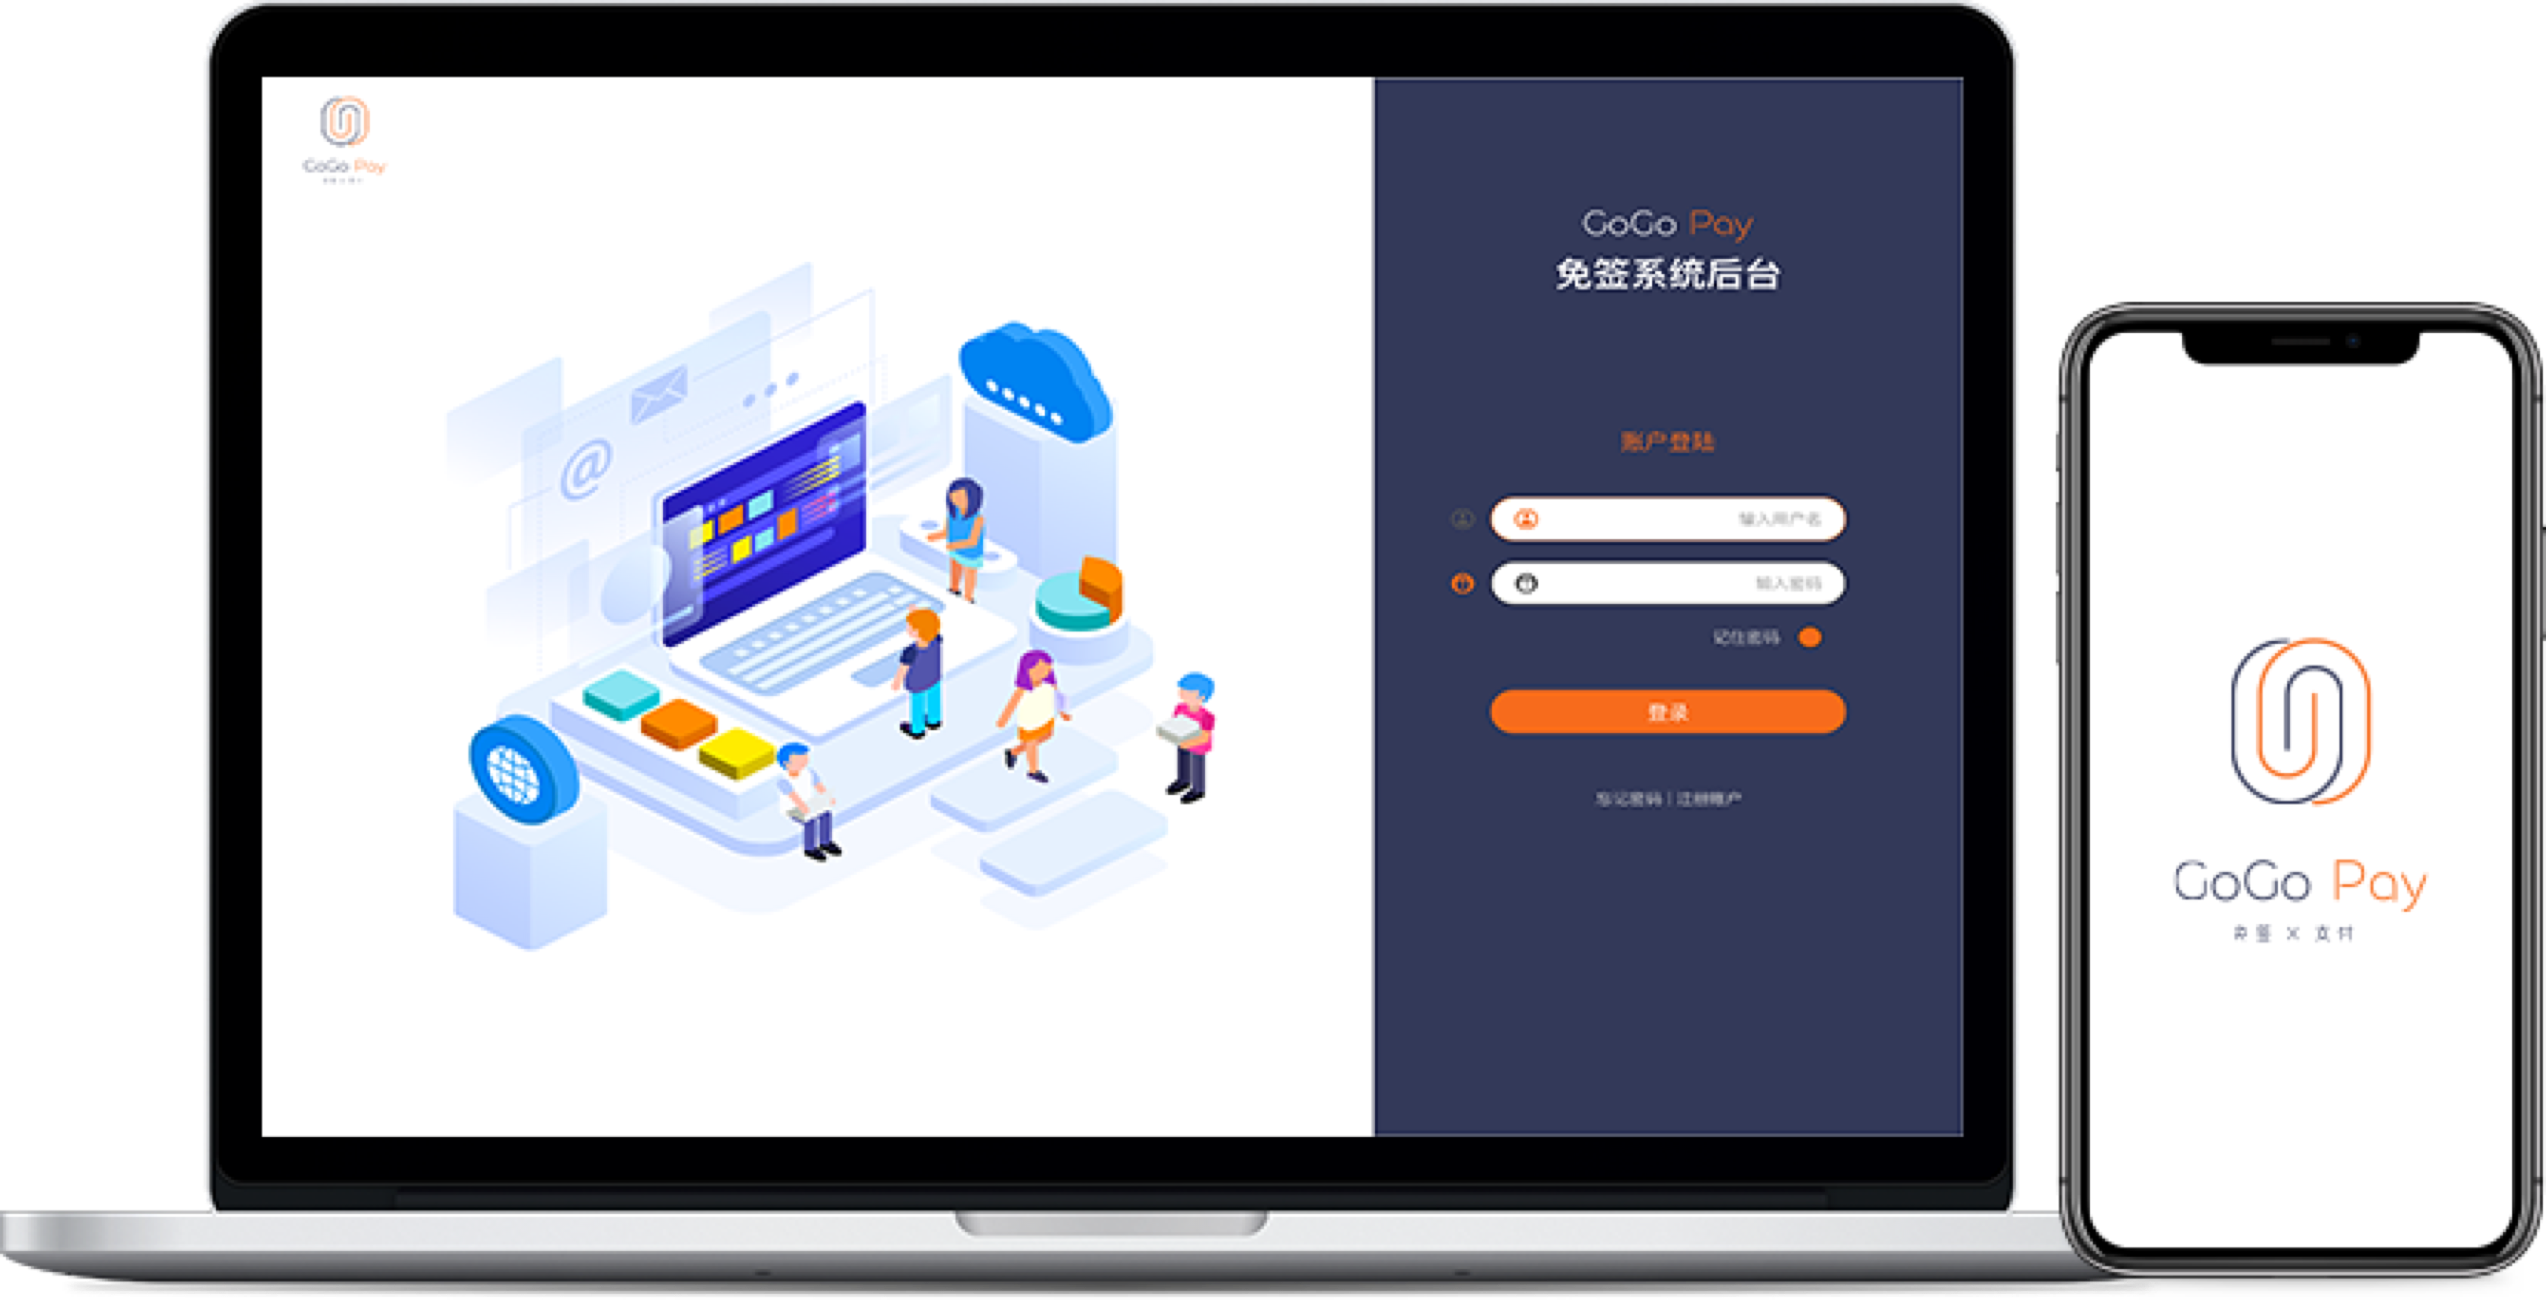 GoGo Pay
GoGo Pay
免签系统后台
账户登陆
输入用户名
输入密码
记住密码
登录
忘记密码 | 注册账户
GoGo Pay
免签 × 支付